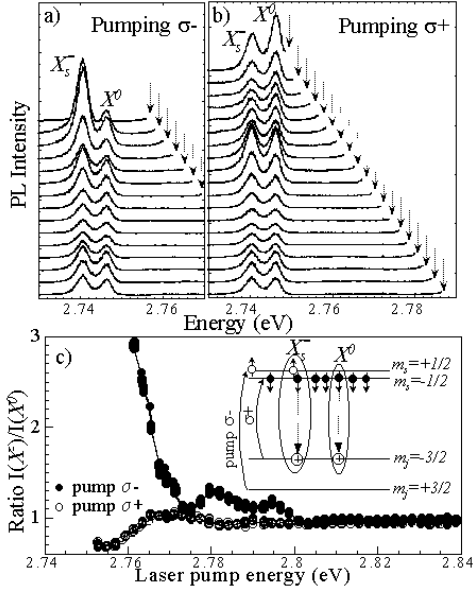 a) Pumping σ-
X_s^- X^0
b) Pumping σ+
X_s^- X^0
PL Intensity
2.74 2.76 2.74 2.76 2.78
Energy (eV)
c)
Ratio I(X^-)/I(X^0)
3
2
1
pump σ-
pump σ+
X_s^- X^0
m_s=+1/2
m_s=-1/2
pump σ- σ+
+ +
m_j=-3/2
m_j=+3/2
2.74 2.76 2.78 2.8 2.82 2.84
Laser pump energy (eV)